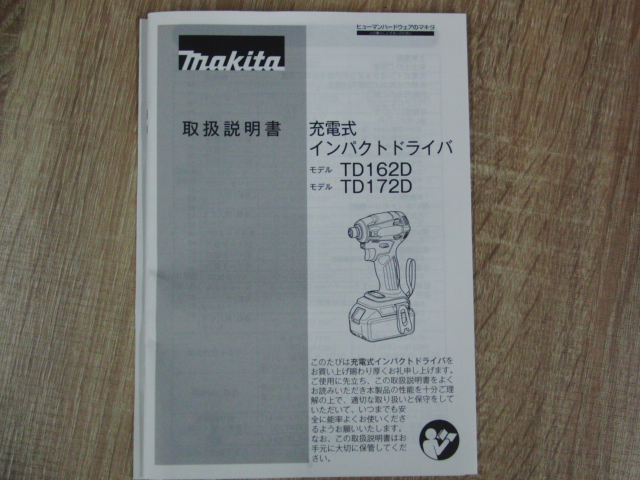 ヒューマンハードウェアのマキタ
makita
取扱説明書
充電式
インパクトドライバ
モデル TD162D
モデル TD172D
このたびは充電式インパクトドライバを
お買い上げ賜わり厚くお礼申し上げます。
ご使用に先立ち、この取扱説明書をよく
お読みいただき本製品の性能を十分ご理
解の上で、適切な取り扱いと保守をして
いただいて、いつまでも安
全に能率よくお使いくださ
るようお願いいたします。
なお、この取扱説明書はお
手元に大切に保管してくだ
さい。